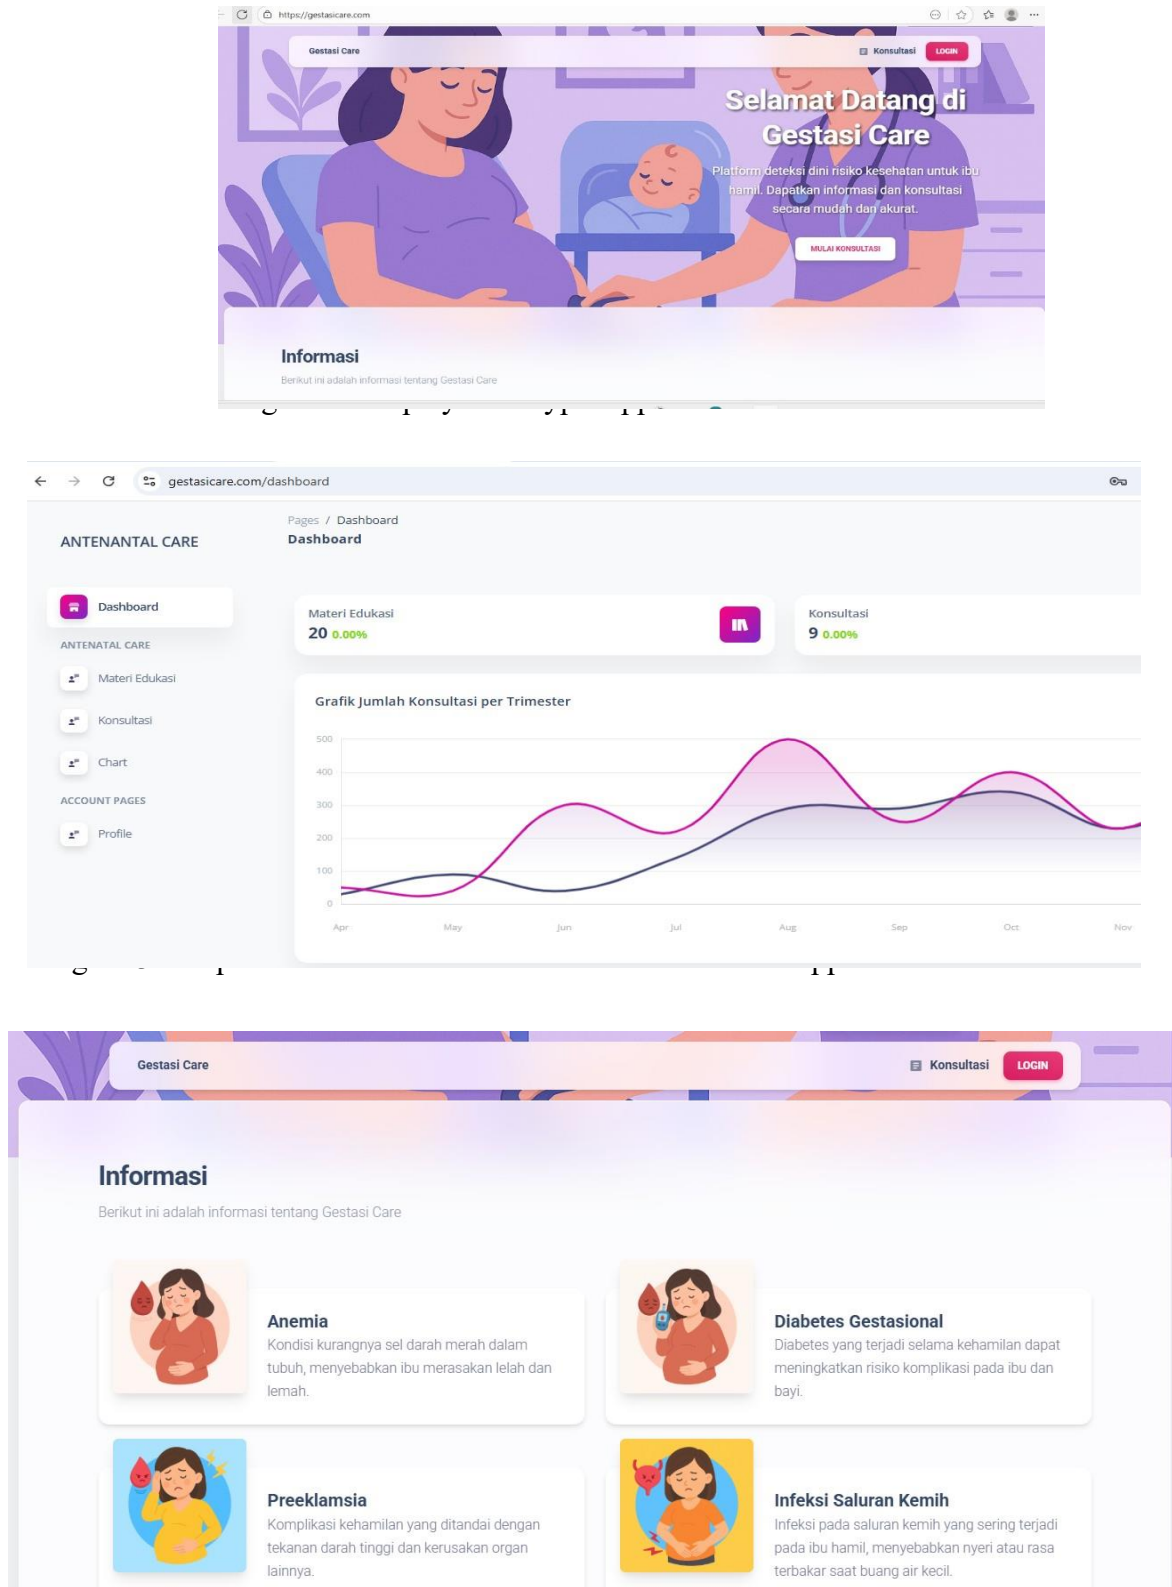 https://gestasicare.com
Gestasi Care
Konsultasi
LOGIN
Selamat Datang di
Gestasi Care
Platform deteksi dini risiko kesehatan untuk ibu
hamil. Dapatkan informasi dan konsultasi
secara mudah dan akurat.
MULAI KONSULTASI
Informasi
Berikut ini adalah informasi tentang Gestasi Care
gestasicare.com/dashboard
ANTENANTAL CARE
Dashboard
ANTENATAL CARE
Materi Edukasi
Konsultasi
Chart
ACCOUNT PAGES
Profile
Pages / Dashboard
Dashboard
Materi Edukasi
20 0.00%
Konsultasi
9 0.00%
Grafik Jumlah Konsultasi per Trimester
500
400
300
200
100
0
Apr May Jun Jul Aug Sep Oct Nov
Gestasi Care
Konsultasi
LOGIN
Informasi
Berikut ini adalah informasi tentang Gestasi Care
Anemia
Kondisi kurangnya sel darah merah dalam
tubuh, menyebabkan ibu merasakan lelah dan
lemah.
Diabetes Gestasional
Diabetes yang terjadi selama kehamilan dapat
meningkatkan risiko komplikasi pada ibu dan
bayi.
Preeklamsia
Komplikasi kehamilan yang ditandai dengan
tekanan darah tinggi dan kerusakan organ
lainnya.
Infeksi Saluran Kemih
Infeksi pada saluran kemih yang sering terjadi
pada ibu hamil, menyebabkan nyeri atau rasa
terbakar saat buang air kecil.